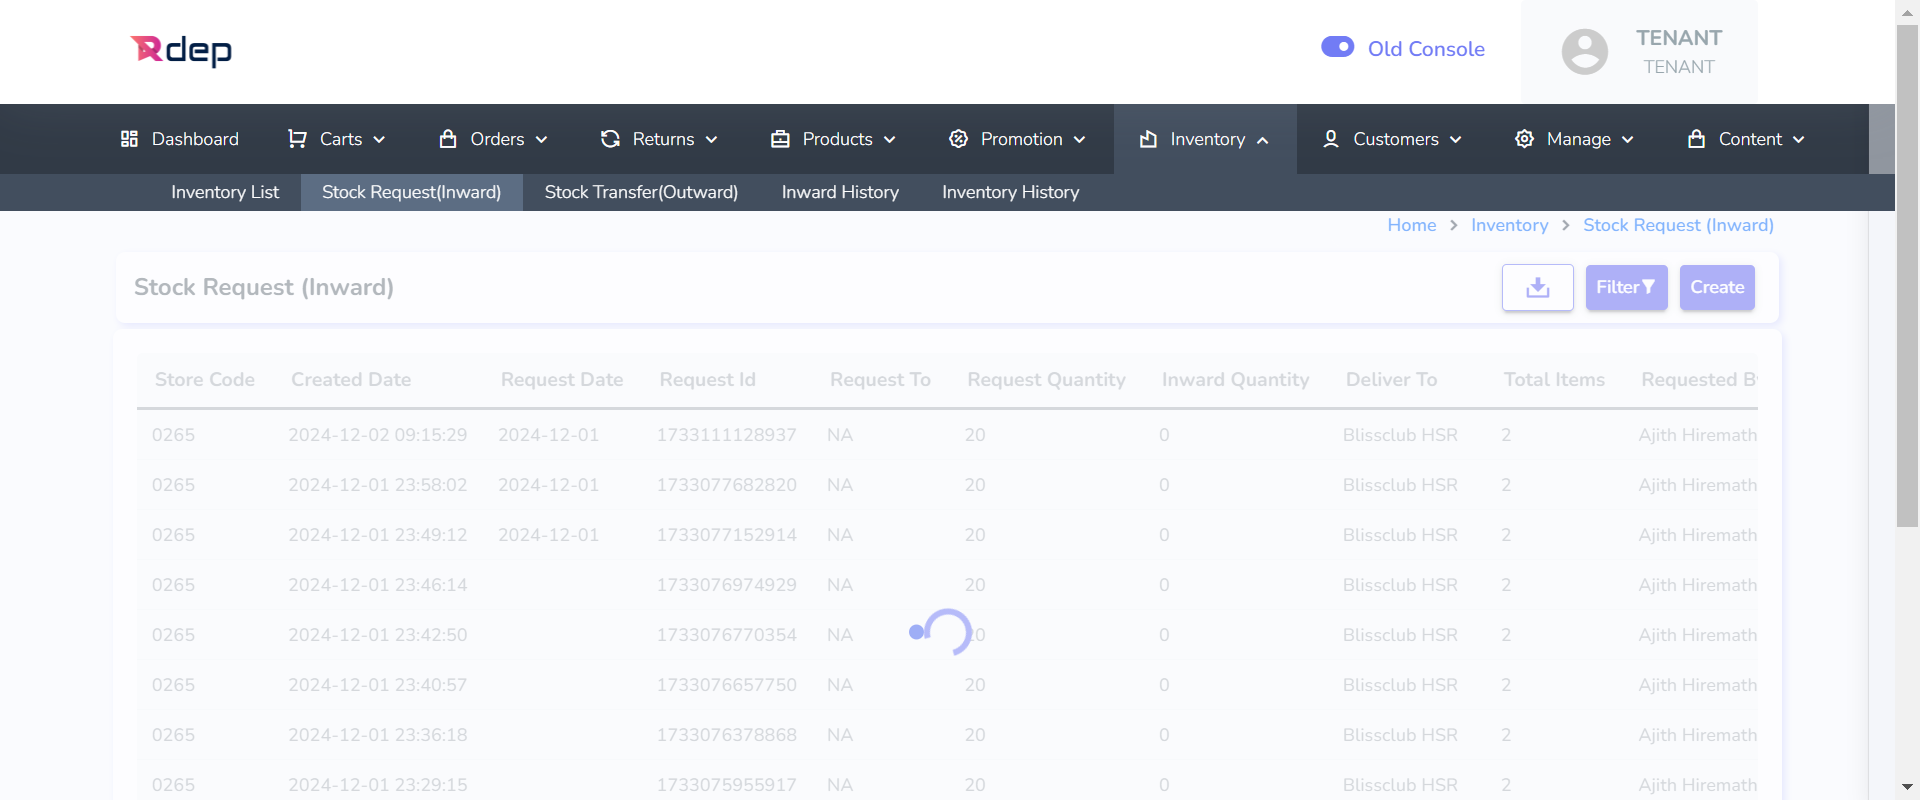 Rdep
Old Console
TENANT
TENANT
Dashboard Carts Orders Returns Products Promotion Inventory Customers Manage Content
Inventory List Stock Request(Inward) Stock Transfer(Outward) Inward History Inventory History
Home > Inventory > Stock Request (Inward)
Stock Request (Inward) Filter Create
Store Code Created Date Request Date Request Id Request To Request Quantity Inward Quantity Deliver To Total Items Requested By
0265 2024-12-02 09:15:29 2024-12-01 1733111128937 NA 20 0 Blissclub HSR 2 Ajith Hiremath
0265 2024-12-01 23:58:02 2024-12-01 1733077682820 NA 20 0 Blissclub HSR 2 Ajith Hiremath
0265 2024-12-01 23:49:12 2024-12-01 1733077152914 NA 20 0 Blissclub HSR 2 Ajith Hiremath
0265 2024-12-01 23:46:14 1733076974929 NA 20 0 Blissclub HSR 2 Ajith Hiremath
0265 2024-12-01 23:42:50 1733076770354 NA 20 0 Blissclub HSR 2 Ajith Hiremath
0265 2024-12-01 23:40:57 1733076657750 NA 20 0 Blissclub HSR 2 Ajith Hiremath
0265 2024-12-01 23:36:18 1733076378868 NA 20 0 Blissclub HSR 2 Ajith Hiremath
0265 2024-12-01 23:29:15 1733075955917 NA 20 0 Blissclub HSR 2 Ajith Hiremath